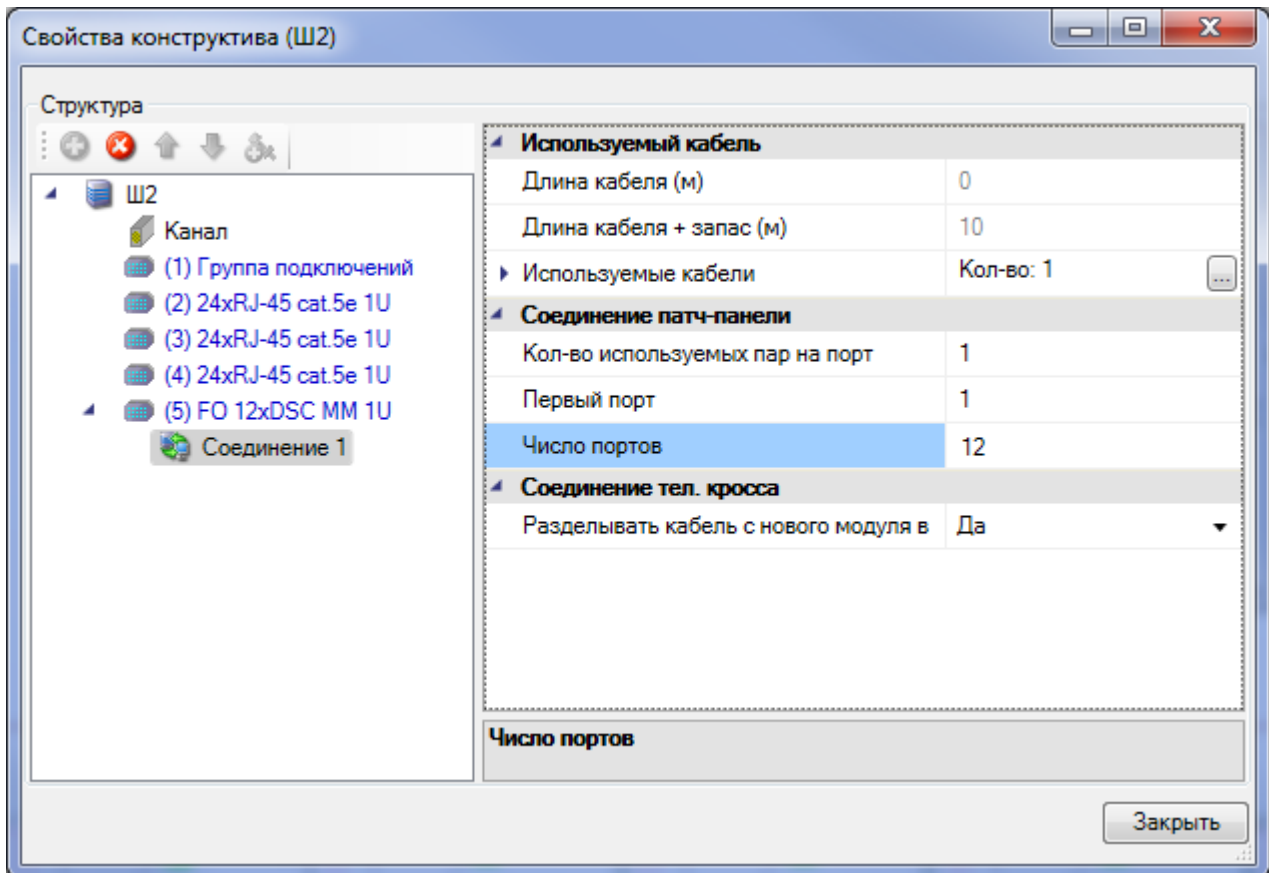 Свойства конструктива (Ш2)
Структура
Ш2
Канал
(1) Группа подключений
(2) 24xRJ-45 cat.5e 1U
(3) 24xRJ-45 cat.5e 1U
(4) 24xRJ-45 cat.5e 1U
(5) FO 12xDSC MM 1U
Соединение 1
Используемый кабель
Длина кабеля (м) 0
Длина кабеля + запас (м) 10
Используемые кабели Кол-во: 1 ...
Соединение патч-панели
Кол-во используемых пар на порт 1
Первый порт 1
Число портов 12
Соединение тел. кросса
Разделывать кабель с нового модуля в Да
Число портов
Закрыть